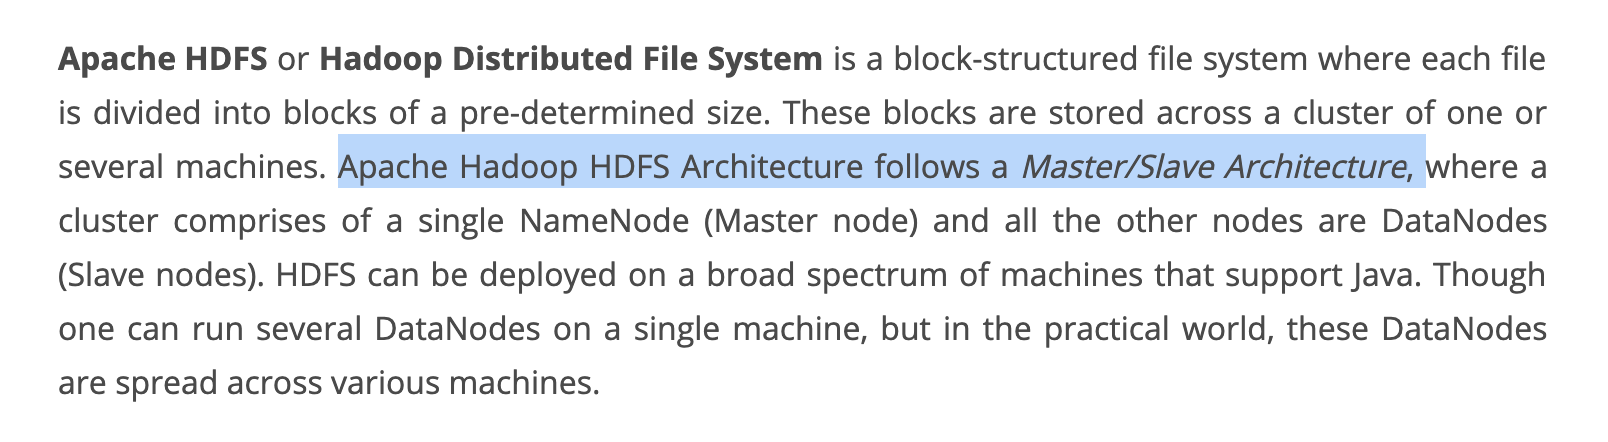 Apache HDFS or Hadoop Distributed File System is a block-structured file system where each file
is divided into blocks of a pre-determined size. These blocks are stored across a cluster of one or
several machines. Apache Hadoop HDFS Architecture follows a Master/Slave Architecture, where a
cluster comprises of a single NameNode (Master node) and all the other nodes are DataNodes
(Slave nodes). HDFS can be deployed on a broad spectrum of machines that support Java. Though
one can run several DataNodes on a single machine, but in the practical world, these DataNodes
are spread across various machines.